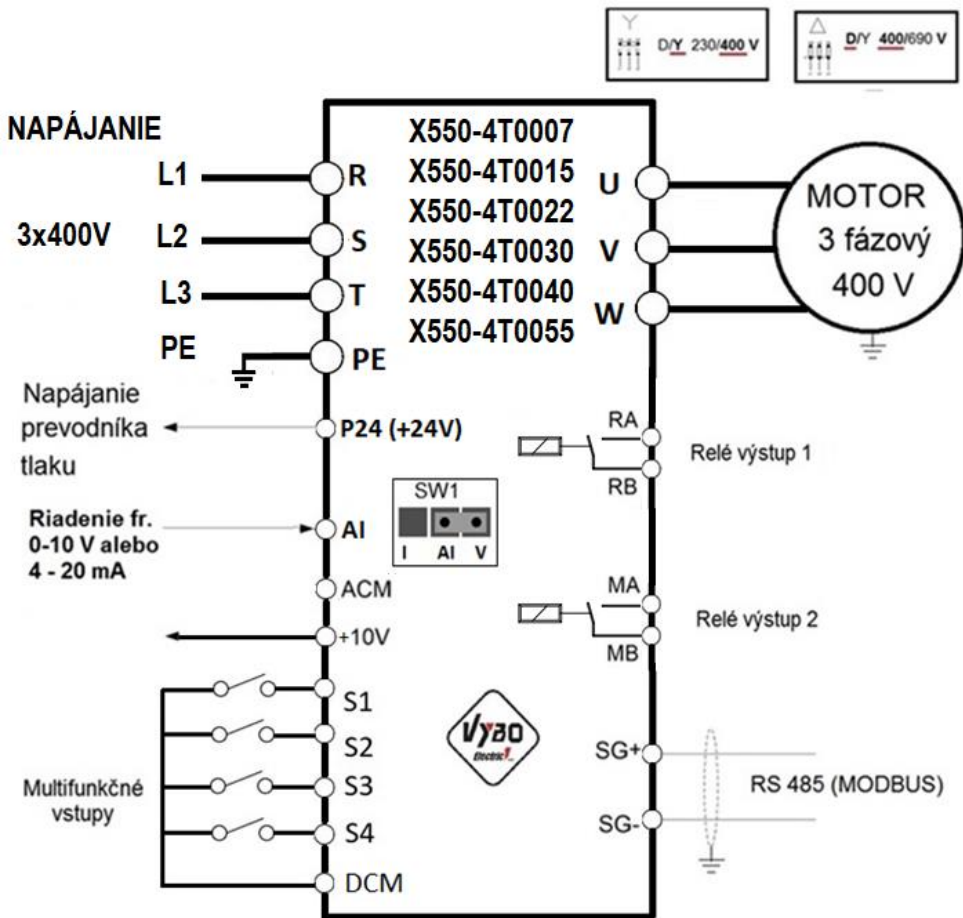 D/Y 230/400 V
D/Y 400/690 V
NAPÁJANIE
L1
R
3x400V
L2
S
L3
T
PE
PE
X550-4T0007
X550-4T0015
X550-4T0022
X550-4T0030
X550-4T0040
X550-4T0055
U
V
W
MOTOR
3 fázový
400 V
Napájanie
prevodníka
tlaku
P24 (+24V)
RA
RB
Relé výstup 1
SW1
I AI V
Riadenie fr.
0-10 V alebo
4 - 20 mA
AI
ACM
+10V
MA
MB
Relé výstup 2
S1
S2
S3
S4
DCM
Multifunkčné
vstupy
VYBO
Electric
SG+
SG-
RS 485 (MODBUS)